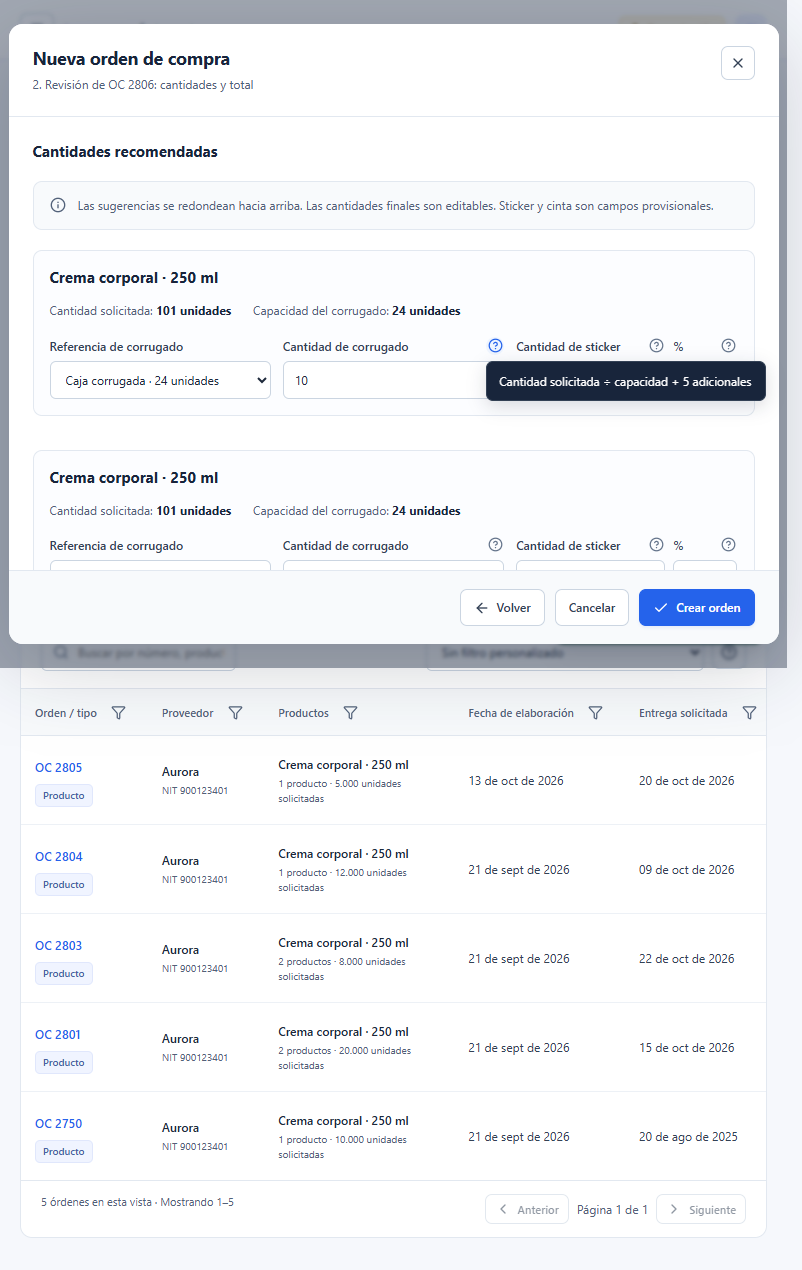 Nueva orden de compra
2. Revisión de OC 2806: cantidades y total
Cantidades recomendadas
Las sugerencias se redondean hacia arriba. Las cantidades finales son editables. Sticker y cinta son campos provisionales.
Crema corporal · 250 ml
Cantidad solicitada: 101 unidades Capacidad del corrugado: 24 unidades
Referencia de corrugado Cantidad de corrugado Cantidad de sticker %
Caja corrugada · 24 unidades 10
Cantidad solicitada ÷ capacidad + 5 adicionales
Crema corporal · 250 ml
Cantidad solicitada: 101 unidades Capacidad del corrugado: 24 unidades
Referencia de corrugado Cantidad de corrugado Cantidad de sticker %
Volver Cancelar Crear orden
Buscar por número, produc
Sin filtro personalizado
Orden / tipo Proveedor Productos Fecha de elaboración Entrega solicitada
OC 2805
Producto
Aurora
NIT 900123401
Crema corporal · 250 ml
1 producto · 5.000 unidades
solicitadas
13 de oct de 2026
20 de oct de 2026
OC 2804
Producto
Aurora
NIT 900123401
Crema corporal · 250 ml
1 producto · 12.000 unidades
solicitadas
21 de sept de 2026
09 de oct de 2026
OC 2803
Producto
Aurora
NIT 900123401
Crema corporal · 250 ml
2 productos · 8.000 unidades
solicitadas
21 de sept de 2026
22 de oct de 2026
OC 2801
Producto
Aurora
NIT 900123401
Crema corporal · 250 ml
2 productos · 20.000 unidades
solicitadas
21 de sept de 2026
15 de oct de 2026
OC 2750
Producto
Aurora
NIT 900123401
Crema corporal · 250 ml
1 producto · 10.000 unidades
solicitadas
21 de sept de 2026
20 de ago de 2025
5 órdenes en esta vista · Mostrando 1–5
Anterior Página 1 de 1 Siguiente